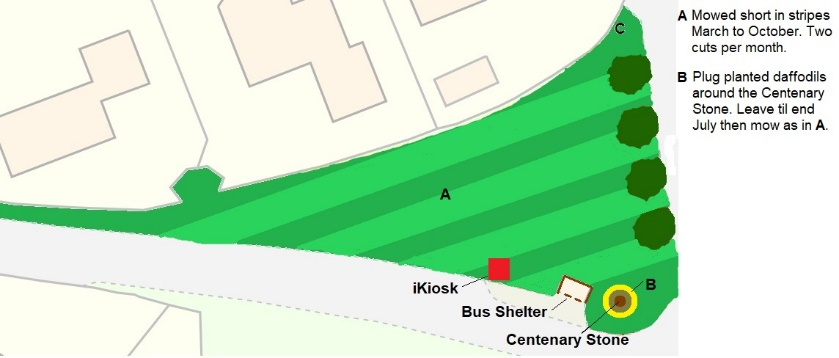 A Mowed short in stripes
March to October. Two
cuts per month.
B Plug planted daffodils
around the Centenary
Stone. Leave til end
July then mow as in A.
C
A
B
iKiosk
Bus Shelter
Centenary Stone